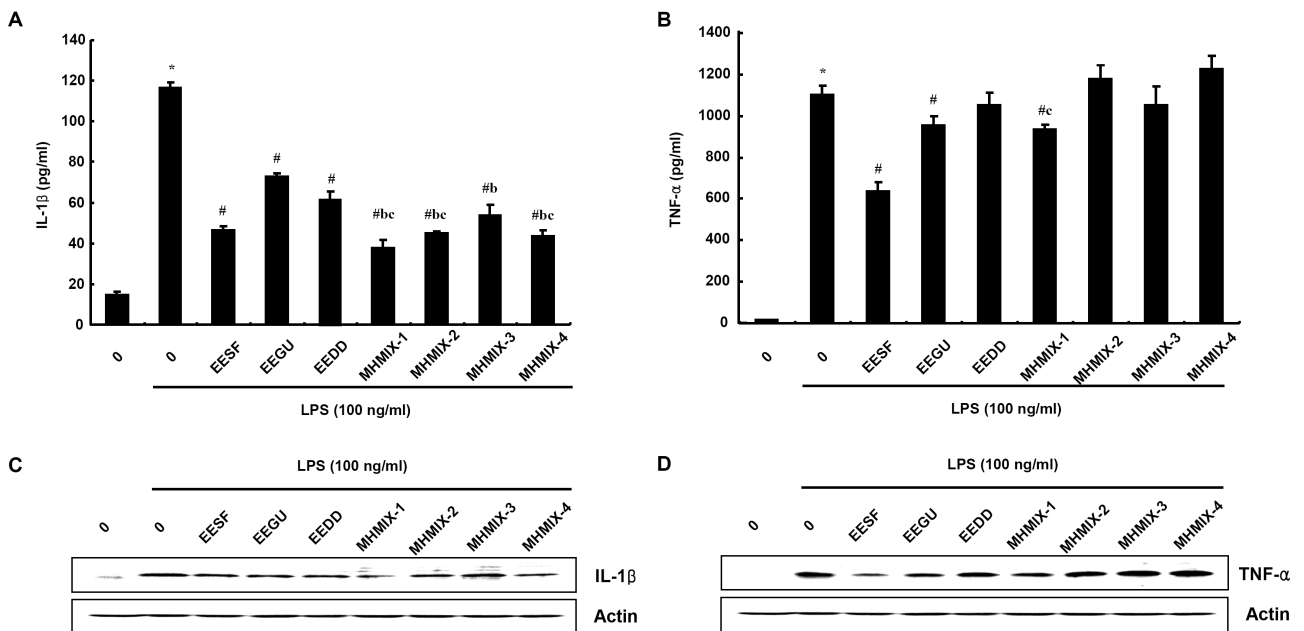 A
140
120
100
80
60
40
20
0
IL-1β (pg/ml)
*
#
#
#
#bc
#bc
#b
#bc
0
0
EESF
EEGU
EEDD
MHMIX-1
MHMIX-2
MHMIX-3
MHMIX-4
LPS (100 ng/ml)
B
1400
1200
1000
800
600
400
200
0
TNF-α (pg/ml)
*
#
#
#c
0
0
EESF
EEGU
EEDD
MHMIX-1
MHMIX-2
MHMIX-3
MHMIX-4
LPS (100 ng/ml)
C
LPS (100 ng/ml)
0
0
EESF
EEGU
EEDD
MHMIX-1
MHMIX-2
MHMIX-3
MHMIX-4
IL-1β
Actin
D
LPS (100 ng/ml)
0
0
EESF
EEGU
EEDD
MHMIX-1
MHMIX-2
MHMIX-3
MHMIX-4
TNF-α
Actin